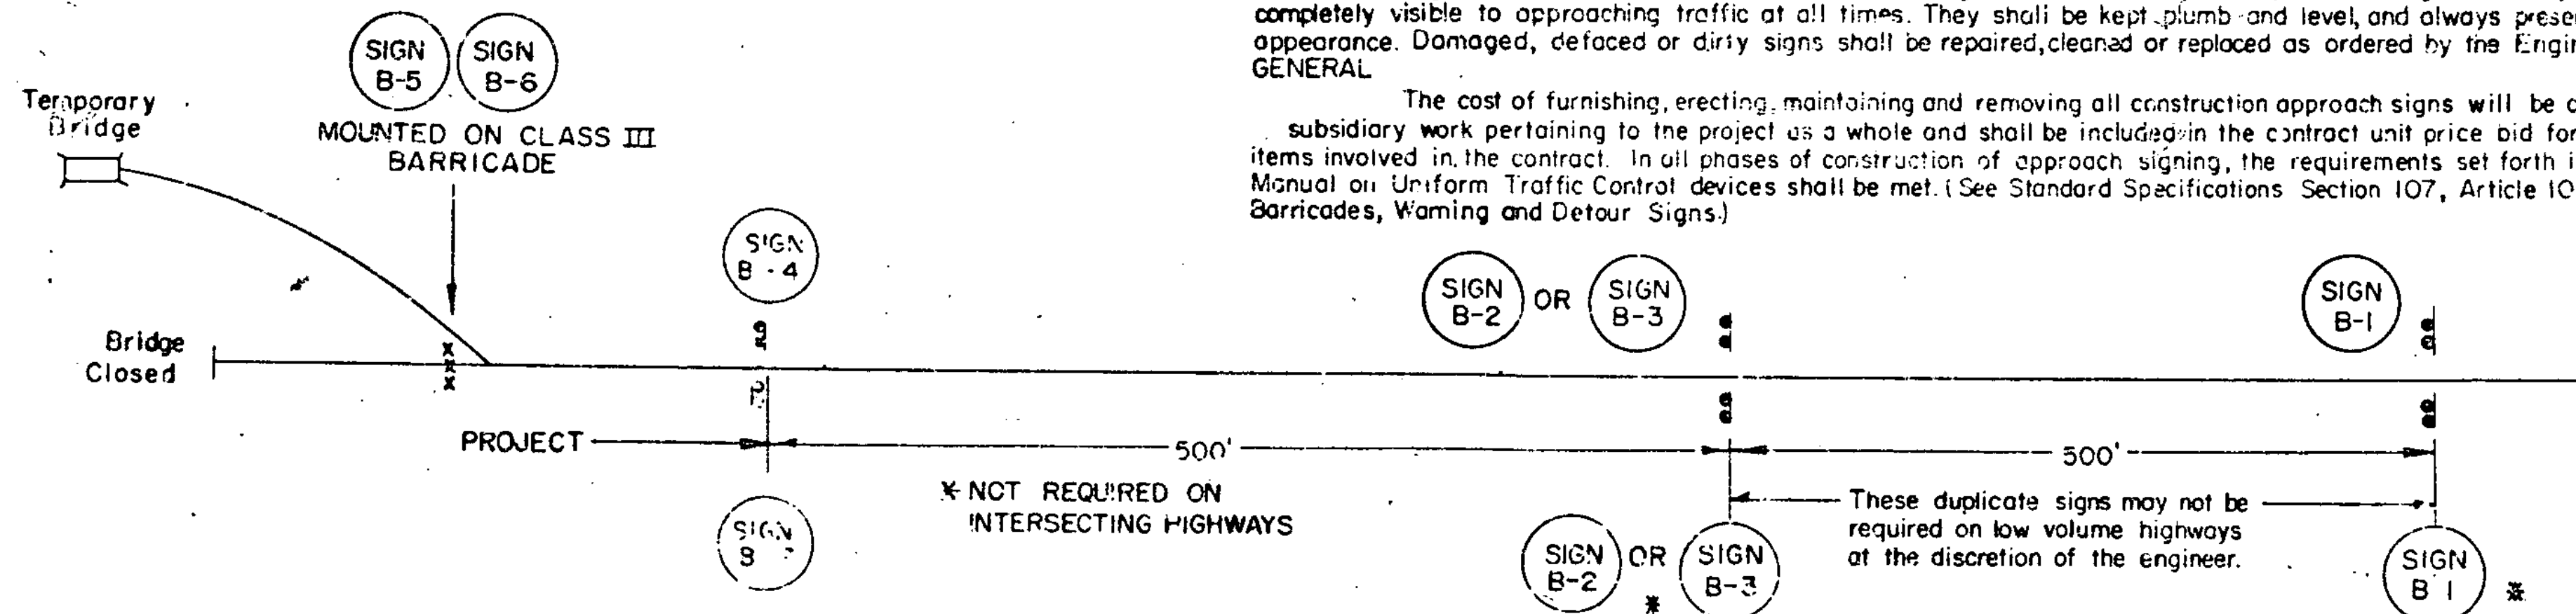 completely visible to approaching traffic at all times. They shall be kept plumb and level, and always
appearance. Damaged, defaced or dirty signs shall be repaired, cleaned or replaced as ordered by the
GENERAL
The cost of furnishing, erecting, maintaining and removing all construction approach signs will be
subsidiary work pertaining to the project as a whole and shall be included in the contract unit price bid for
items involved in the contract. In all phases of construction of approach signing, the requirements set forth
Manual on Uniform Traffic Control devices shall be met. (See Standard Specifications Section 107, Article
Barricades, Warning and Detour Signs.)
SIGN
B-5
SIGN
B-6
MOUNTED ON CLASS III
BARRICADE
Temporary
Bridge
SIGN
B-4
SIGN
B-2
OR
SIGN
B-3
SIGN
B-1
Bridge
Closed
x
x
x
PROJECT
500'
500'
* NOT REQUIRED ON
INTERSECTING HIGHWAYS
These duplicate signs may not be
required on low volume highways
at the discretion of the engineer.
SIGN
B
SIGN
B-2
OR
SIGN
B-3
*
SIGN
B 1
*